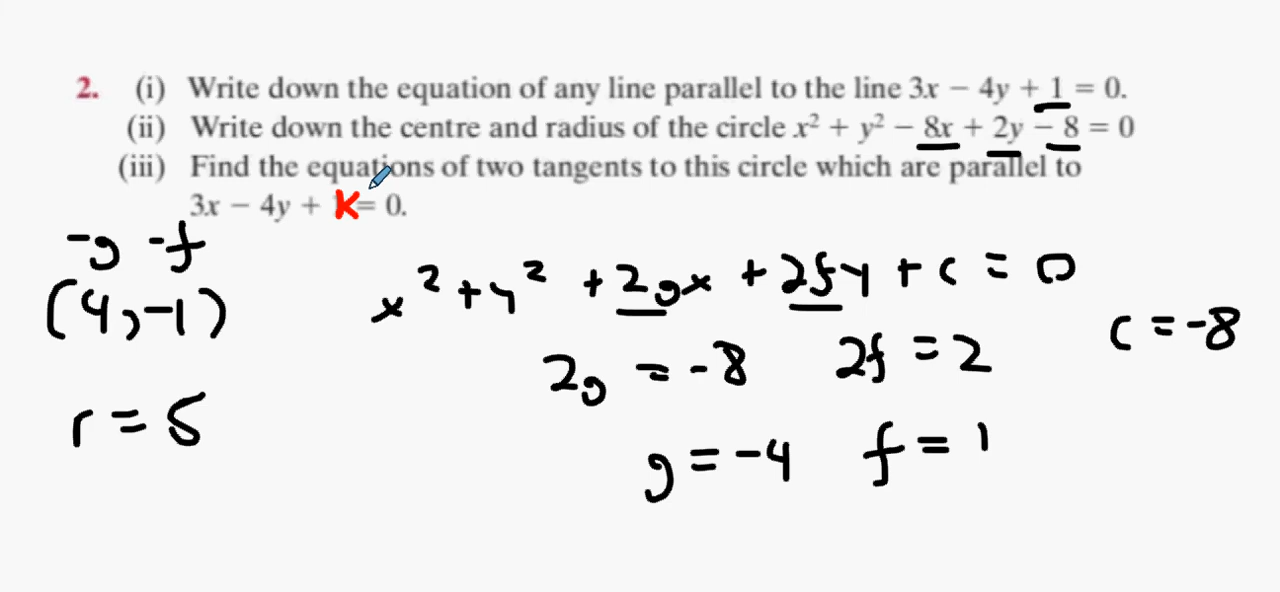 2. (i) Write down the equation of any line parallel to the line 3x − 4y + 1 = 0.
(ii) Write down the centre and radius of the circle x² + y² − 8x + 2y − 8 = 0
(iii) Find the equations of two tangents to this circle which are parallel to
3x − 4y + K = 0.
-g -f
(4,-1)
x² + y² + 2gx + 2fy + c = 0
2g = -8 2f = 2 c = -8
r = 5
g = -4 f = 1